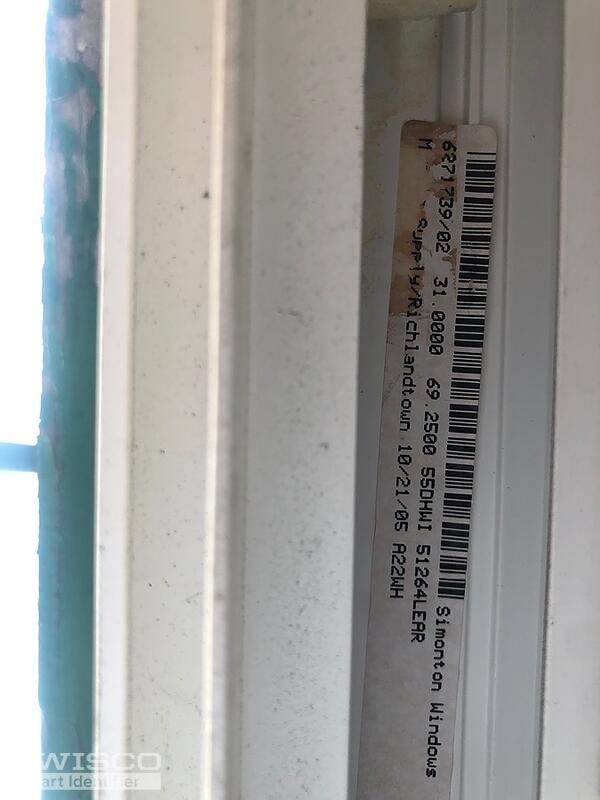 Simonton Windows
6271739/02 31.0000 69.2500 55DHWI 51264LEAR
M Supply/Richlandtown 10/21/05 A22WH
WISCO
art Identifier